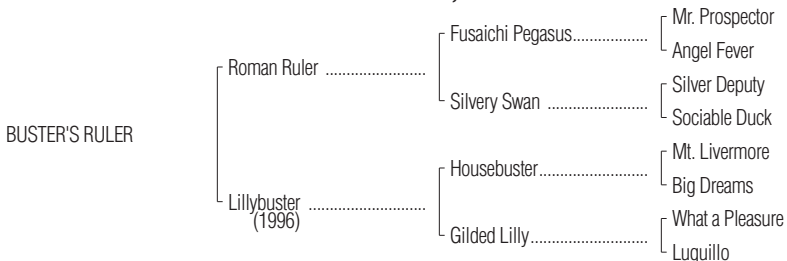 Mr. Prospector
Fusaichi Pegasus.................
Angel Fever
Roman Ruler ........................
Silver Deputy
Silvery Swan .......................
Sociable Duck
BUSTER'S RULER
Mt. Livermore
Housebuster.........................
Big Dreams
Lillybuster ............................
(1996)
What a Pleasure
Gilded Lilly...........................
Luquillo